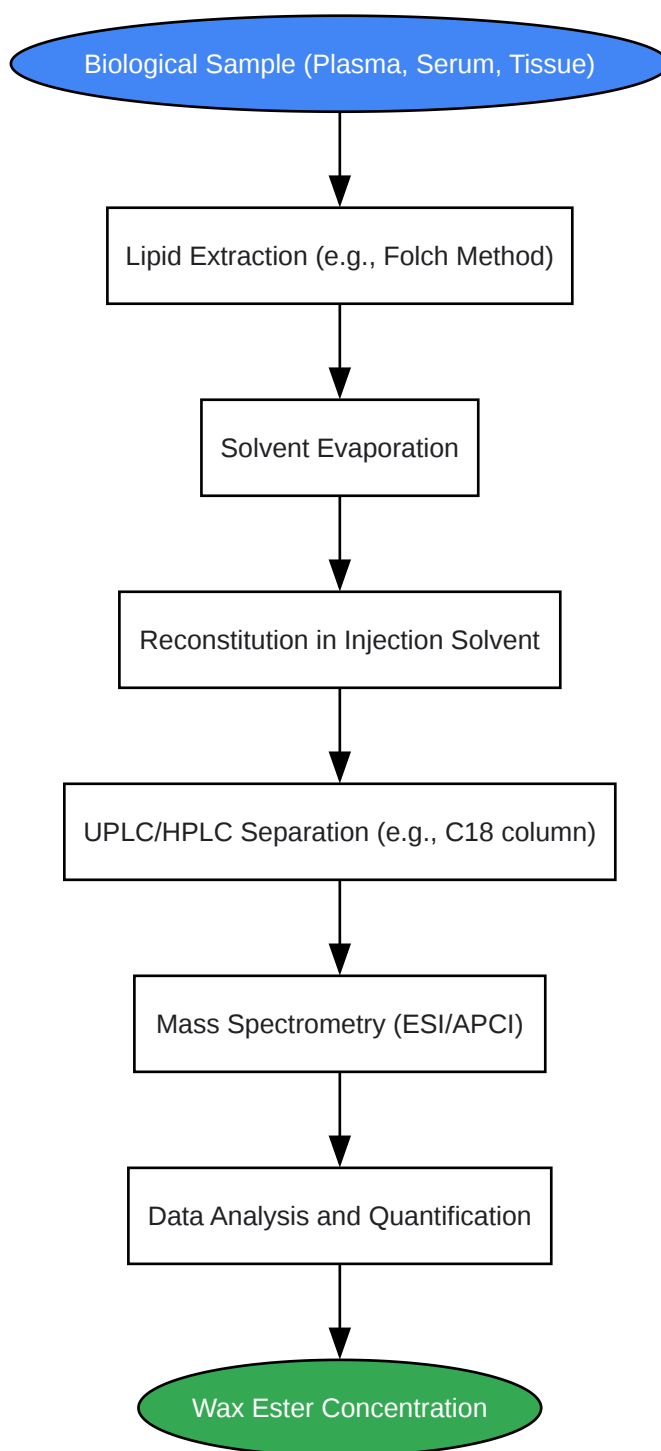 Biological Sample (Plasma, Serum, Tissue)
Lipid Extraction (e.g., Folch Method)
Solvent Evaporation
Reconstitution in Injection Solvent
UPLC/HPLC Separation (e.g., C18 column)
Mass Spectrometry (ESI/APCI)
Data Analysis and Quantification
Wax Ester Concentration